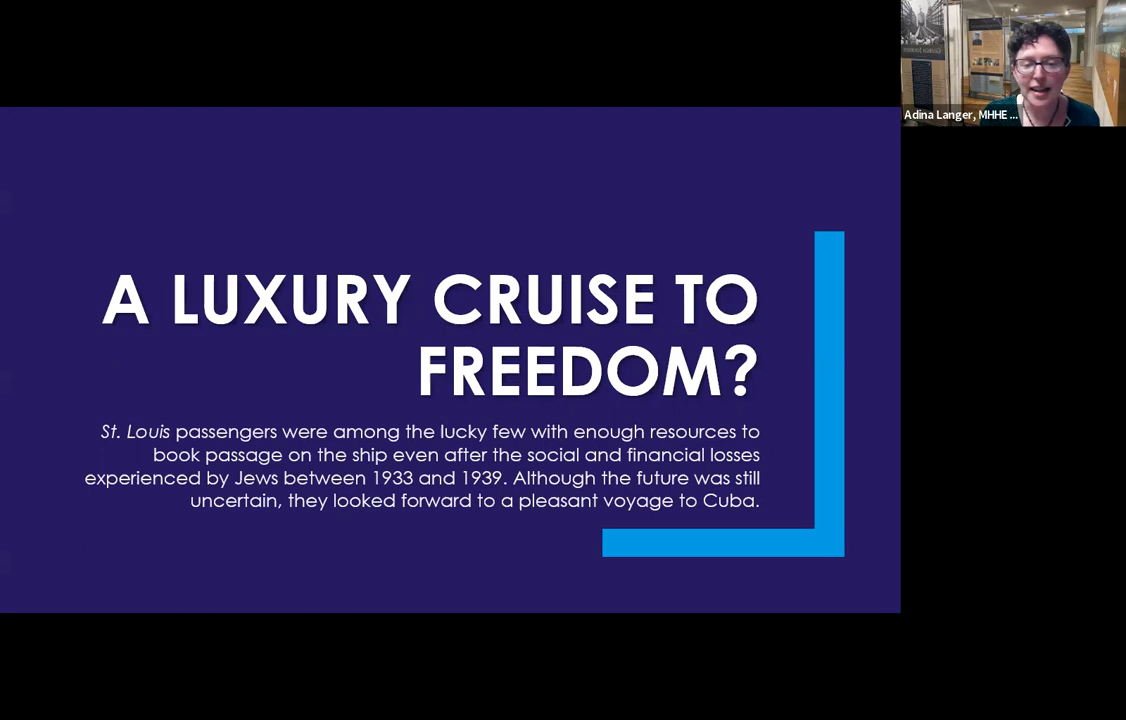 Adina Langer, MHHE ...
A LUXURY CRUISE TO
FREEDOM?
St. Louis passengers were among the lucky few with enough resources to
book passage on the ship even after the social and financial losses
experienced by Jews between 1933 and 1939. Although the future was still
uncertain, they looked forward to a pleasant voyage to Cuba.